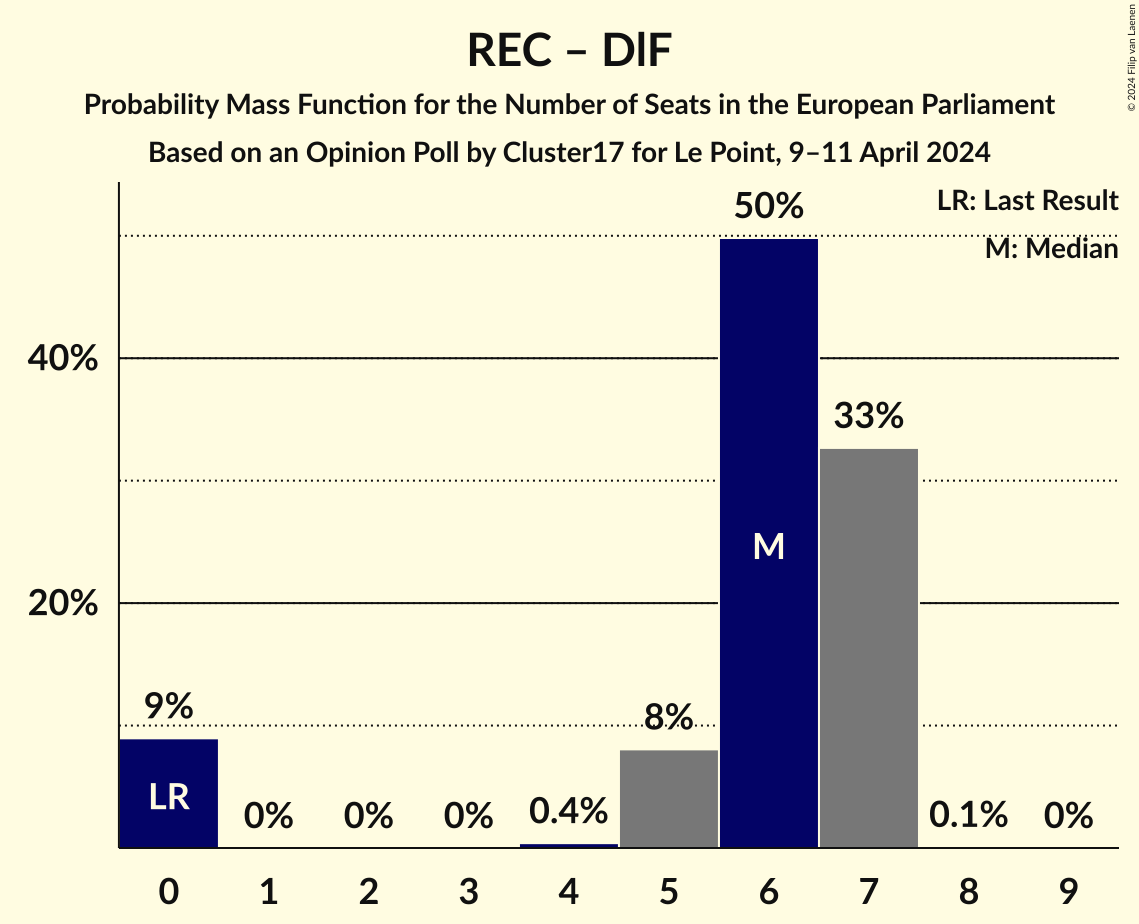 REC – DlF
Probability Mass Function for the Number of Seats in the European Parliament
Based on an Opinion Poll by Cluster17 for Le Point, 9–11 April 2024
© 2024 Filip van Laenen
LR: Last Result
M: Median
50%
40%
33%
M
20%
9%
8%
LR
0%
0%
0%
0.4%
0.1%
0%
0 1 2 3 4 5 6 7 8 9